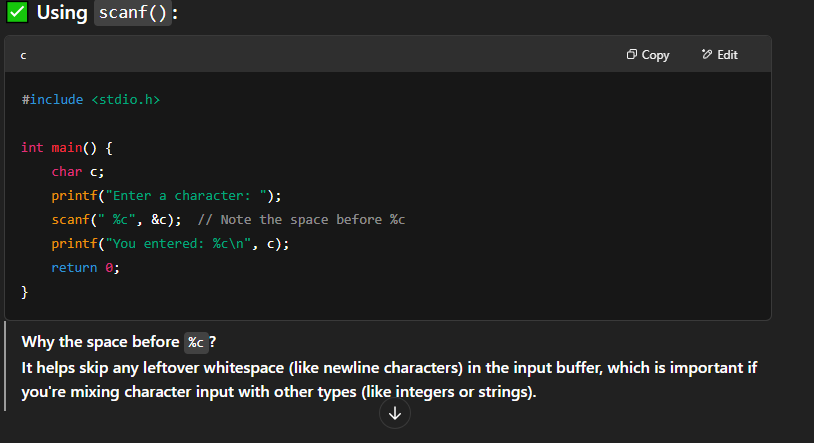 ✅ Using scanf():
c Copy Edit
#include <stdio.h>
int main() {
    char c;
    printf("Enter a character: ");
    scanf(" %c", &c);  // Note the space before %c
    printf("You entered: %c\n", c);
    return 0;
}
Why the space before %c?
It helps skip any leftover whitespace (like newline characters) in the input buffer, which is important if
you're mixing character input with other types (like integers or strings).